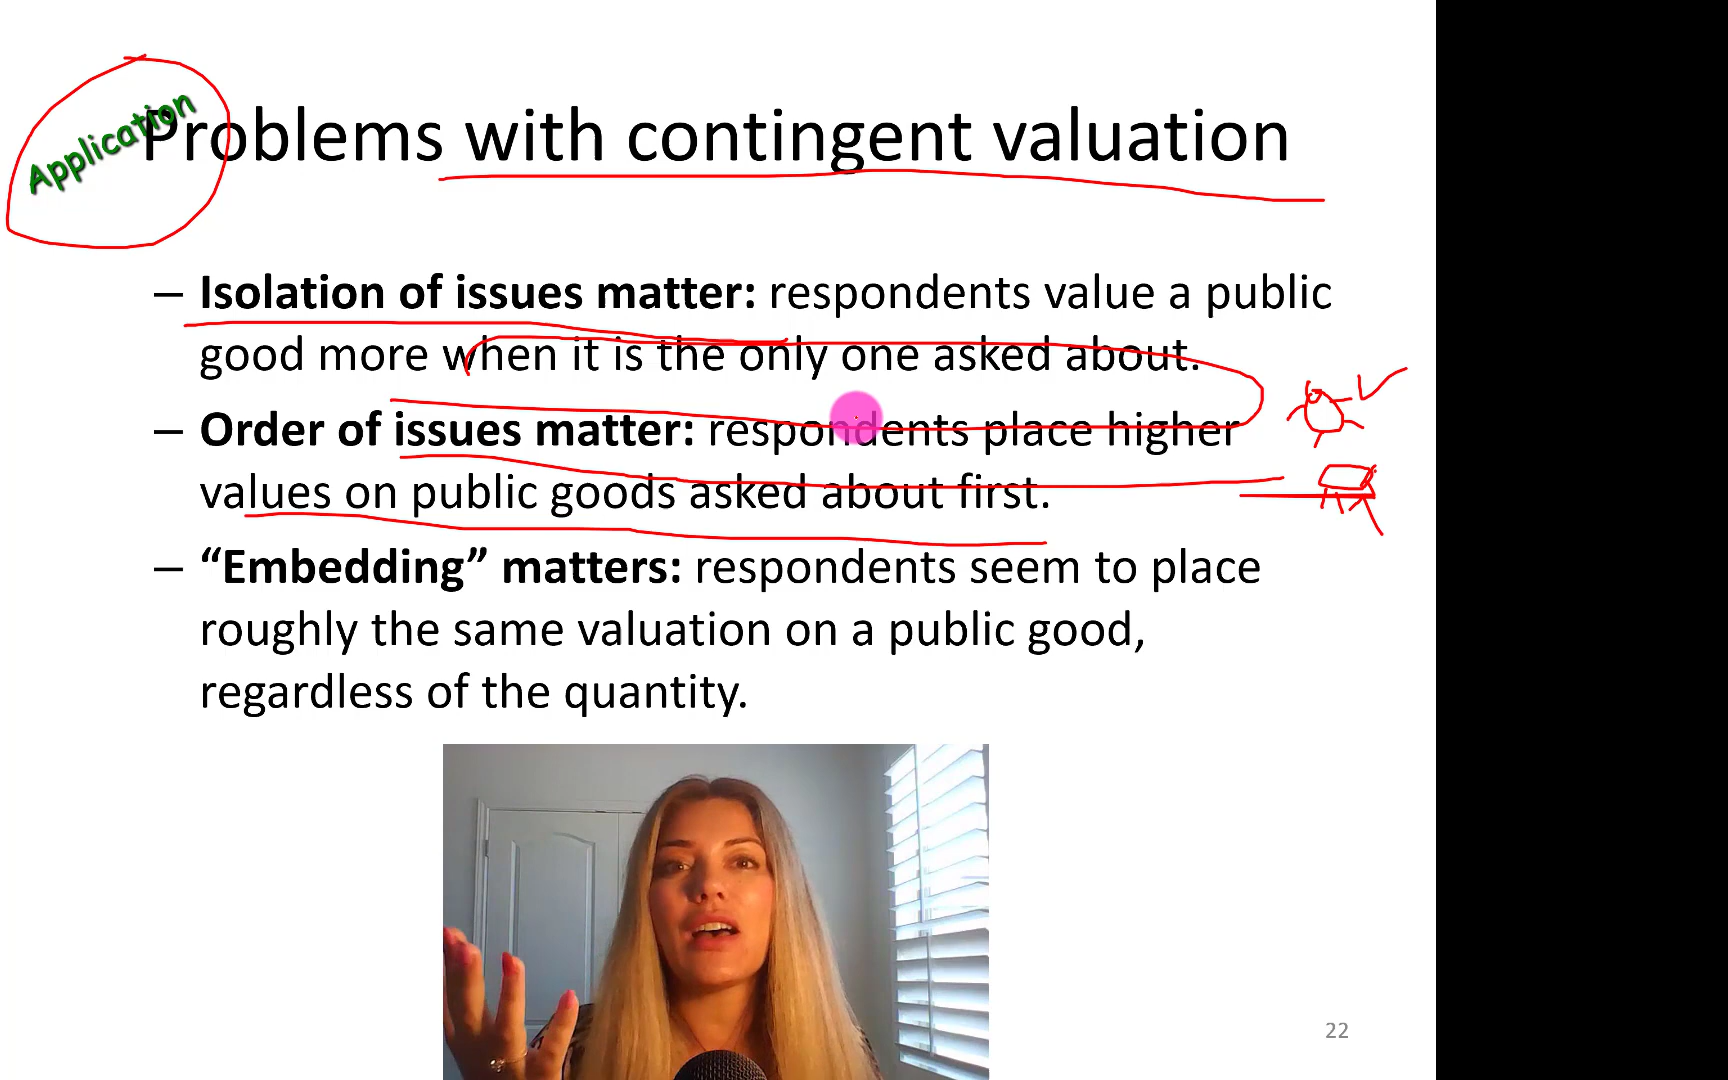 Application
Problems with contingent valuation
– Isolation of issues matter: respondents value a public
good more when it is the only one asked about.
– Order of issues matter: respondents place higher
values on public goods asked about first.
– “Embedding” matters: respondents seem to place
roughly the same valuation on a public good,
regardless of the quantity.
22